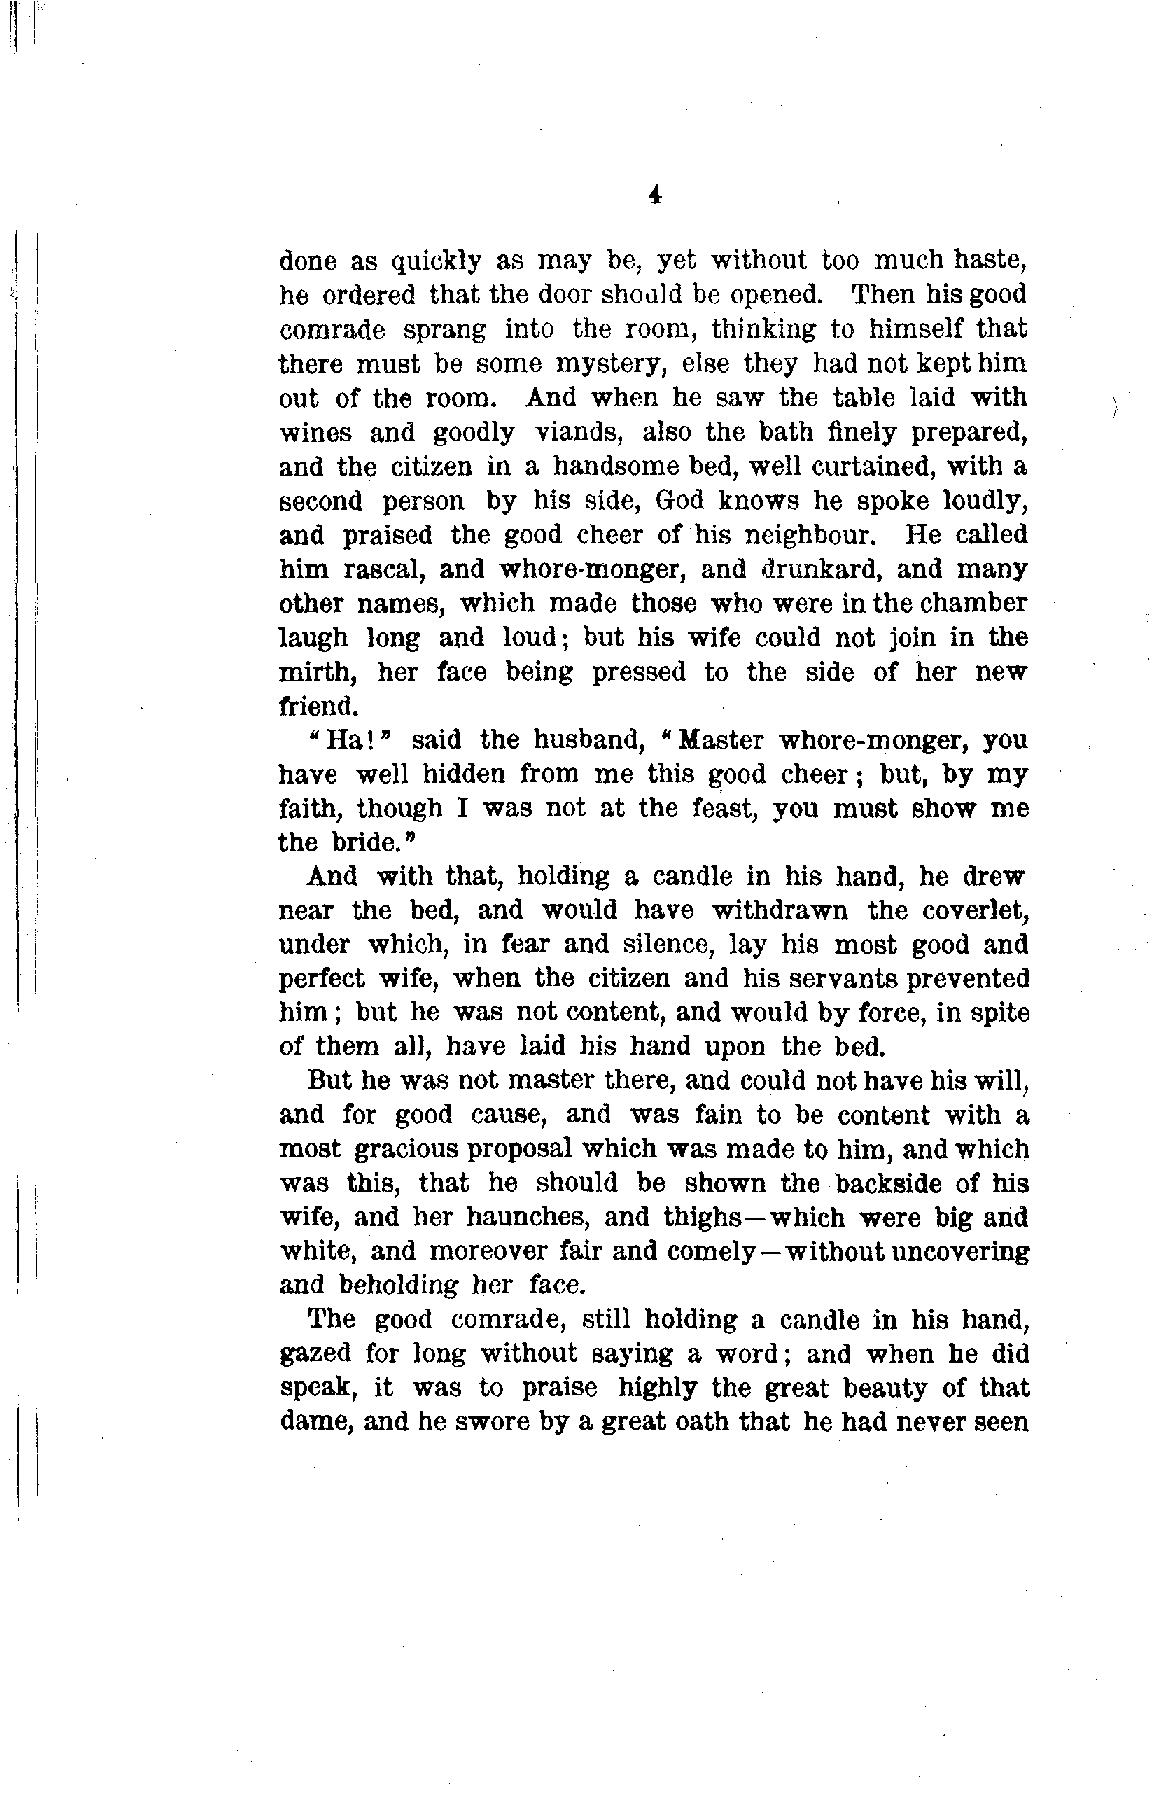 4
done as quickly as may be, yet without too much haste,
he ordered that the door should be opened. Then his good
comrade sprang into the room, thinking to himself that
there must be some mystery, else they had not kept him
out of the room. And when he saw the table laid with
wines and goodly viands, also the bath finely prepared,
and the citizen in a handsome bed, well curtained, with a
second person by his side, God knows he spoke loudly,
and praised the good cheer of his neighbour. He called
him rascal, and whore-monger, and drunkard, and many
other names, which made those who were in the chamber
laugh long and loud; but his wife could not join in the
mirth, her face being pressed to the side of her new
friend.
"Ha!" said the husband, "Master whore-monger, you
have well hidden from me this good cheer; but, by my
faith, though I was not at the feast, you must show me
the bride."
And with that, holding a candle in his hand, he drew
near the bed, and would have withdrawn the coverlet,
under which, in fear and silence, lay his most good and
perfect wife, when the citizen and his servants prevented
him; but he was not content, and would by force, in spite
of them all, have laid his hand upon the bed.
But he was not master there, and could not have his will,
and for good cause, and was fain to be content with a
most gracious proposal which was made to him, and which
was this, that he should be shown the backside of his
wife, and her haunches, and thighs—which were big and
white, and moreover fair and comely—without uncovering
and beholding her face.
The good comrade, still holding a candle in his hand,
gazed for long without saying a word; and when he did
speak, it was to praise highly the great beauty of that
dame, and he swore by a great oath that he had never seen